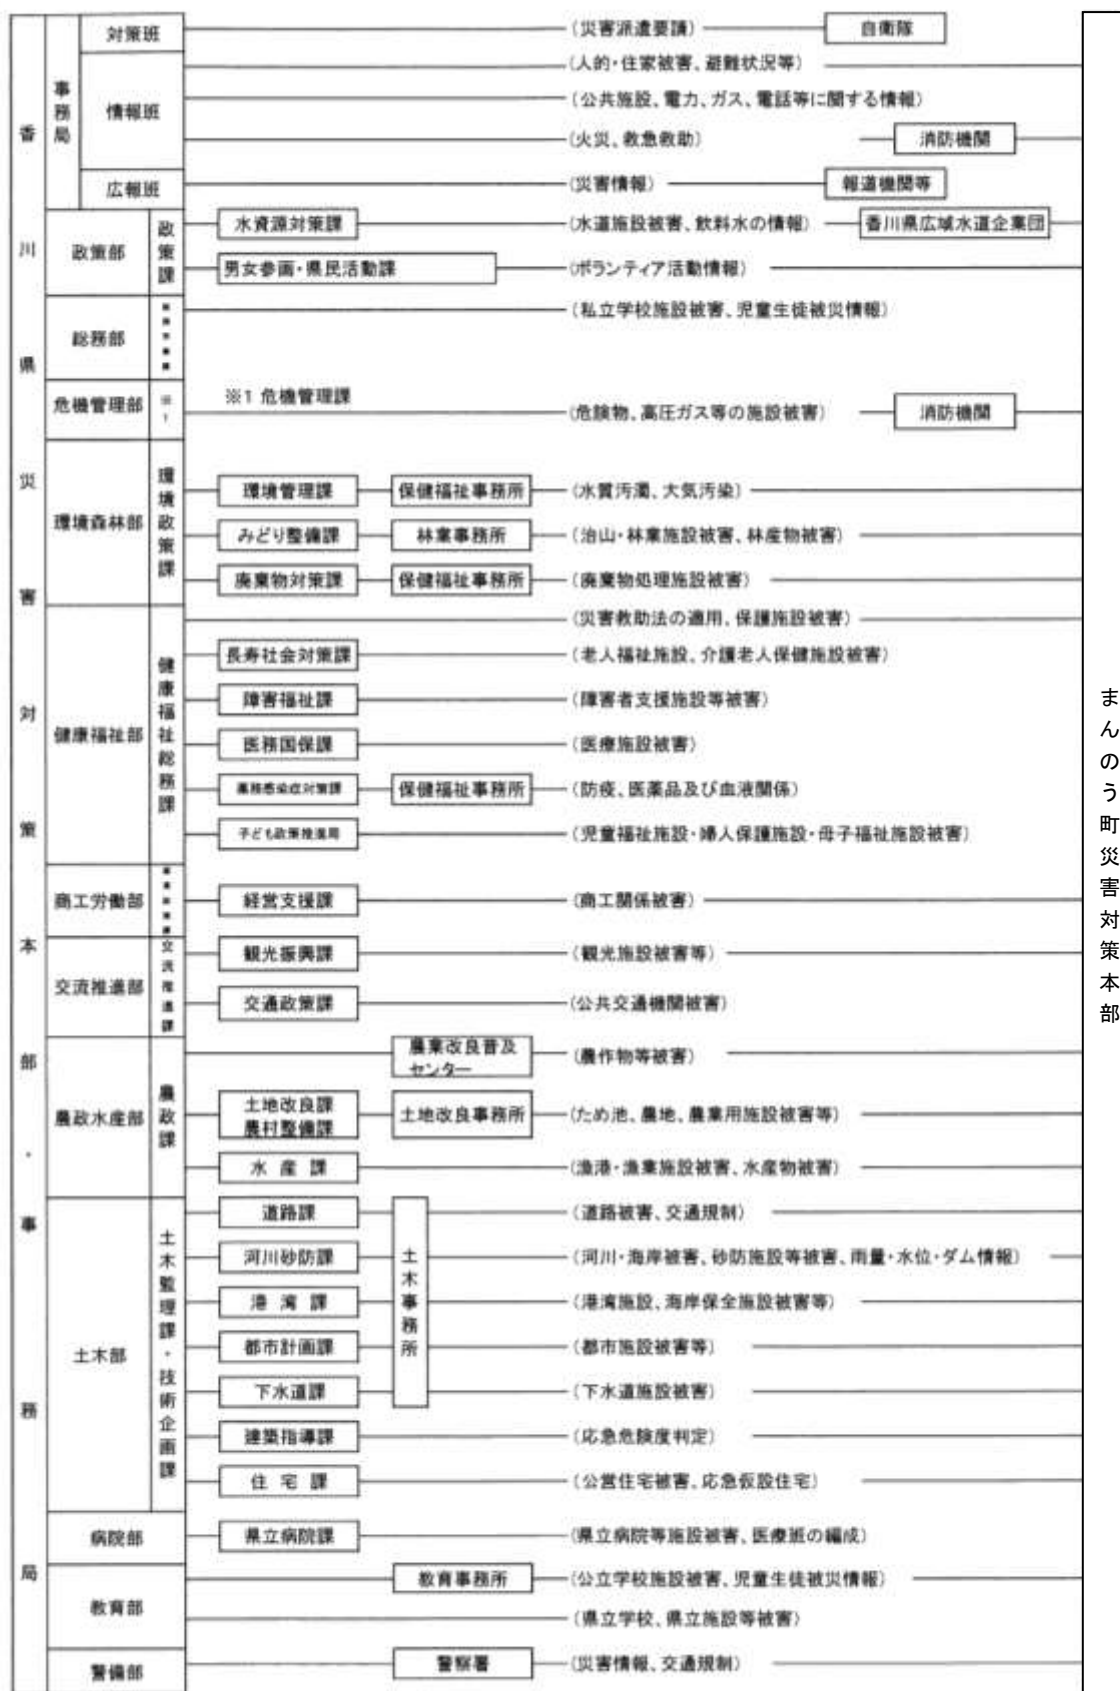 香川県災害対策本部・事務局
事務局
対策班
(災害派遣要請)
自衛隊
情報班
(人的・住家被害、避難状況等)
(公共施設、電力、ガス、電話等に関する情報)
(火災、救急救助)
消防機関
広報班
(災害情報)
報道機関等
政策部
政策課
水資源対策課
(水道施設被害、飲料水の情報)
香川県広域水道企業団
男女参画・県民活動課
(ボランティア活動情報)
総務部
(私立学校施設被害、児童生徒被災情報)
危機管理部
※1
※1 危機管理課
(危険物、高圧ガス等の施設被害)
消防機関
環境森林部
環境政策課
環境管理課
保健福祉事務所
(水質汚濁、大気汚染)
みどり整備課
林業事務所
(治山・林業施設被害、林産物被害)
廃棄物対策課
保健福祉事務所
(廃棄物処理施設被害)
健康福祉部
健康福祉総務課
(災害救助法の適用、保護施設被害)
長寿社会対策課
(老人福祉施設、介護老人保健施設被害)
障害福祉課
(障害者支援施設等被害)
医務国保課
(医療施設被害)
薬務感染症対策課
保健福祉事務所
(防疫、医薬品及び血液関係)
子ども政策推進局
(児童福祉施設・婦人保護施設・母子福祉施設被害)
商工労働部
経営支援課
(商工関係被害)
交流推進部
交流推進課
観光振興課
(観光施設被害等)
交通政策課
(公共交通機関被害)
農政水産部
農政課
農業改良普及
センター
(農作物等被害)
土地改良課
農村整備課
土地改良事務所
(ため池、農地、農業用施設被害等)
水産課
(漁港・漁業施設被害、水産物被害)
土木部
土木監理課・技術企画課
道路課
土木事務所
(道路被害、交通規制)
河川砂防課
(河川・海岸被害、砂防施設等被害、雨量・水位・ダム情報)
港湾課
(港湾施設、海岸保全施設被害等)
都市計画課
(都市施設被害等)
下水道課
(下水道施設被害)
建築指導課
(応急危険度判定)
住宅課
(公営住宅被害、応急仮設住宅)
病院部
県立病院課
(県立病院等施設被害、医療班の編成)
教育部
教育事務所
(公立学校施設被害、児童生徒被災情報)
(県立学校、県立施設等被害)
警備部
警察署
(災害情報、交通規制)
まんのう町災害対策本部